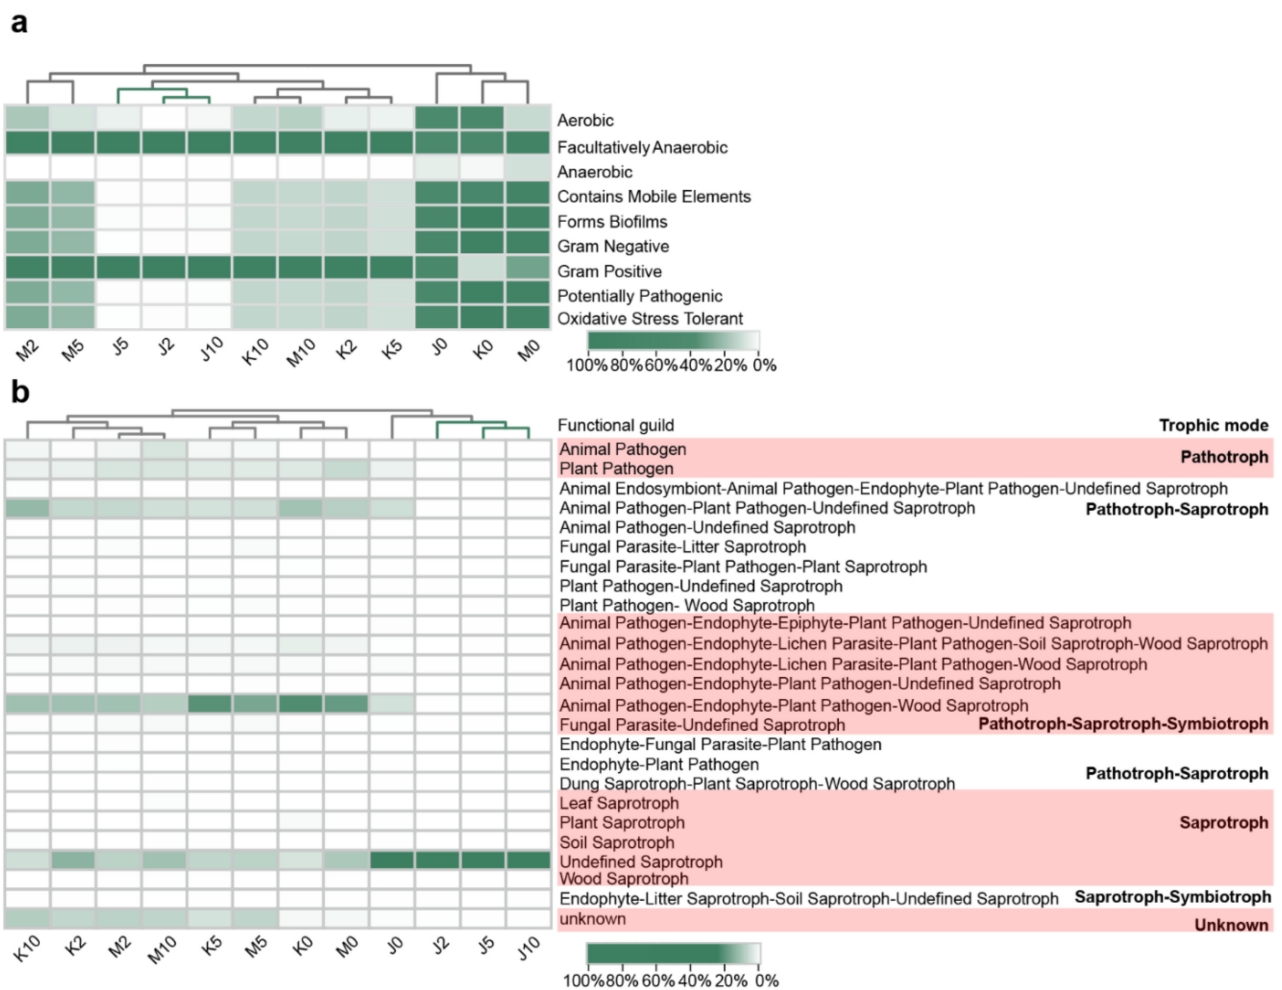 a
Aerobic
Facultatively Anaerobic
Anaerobic
Contains Mobile Elements
Forms Biofilms
Gram Negative
Gram Positive
Potentially Pathogenic
Oxidative Stress Tolerant
M2 M5 J5 J2 J10 K10 M10 K2 K5 J0 K0 M0
100% 80% 60% 40% 20% 0%
b
Functional guild Trophic mode
Animal Pathogen
Pathotroph
Plant Pathogen
Animal Endosymbiont-Animal Pathogen-Endophyte-Plant Pathogen-Undefined Saprotroph
Animal Pathogen-Plant Pathogen-Undefined Saprotroph Pathotroph-Saprotroph
Animal Pathogen-Undefined Saprotroph
Fungal Parasite-Litter Saprotroph
Fungal Parasite-Plant Pathogen-Plant Saprotroph
Plant Pathogen-Undefined Saprotroph
Plant Pathogen- Wood Saprotroph
Animal Pathogen-Endophyte-Epiphyte-Plant Pathogen-Undefined Saprotroph
Animal Pathogen-Endophyte-Lichen Parasite-Plant Pathogen-Soil Saprotroph-Wood Saprotroph
Animal Pathogen-Endophyte-Lichen Parasite-Plant Pathogen-Wood Saprotroph
Animal Pathogen-Endophyte-Plant Pathogen-Undefined Saprotroph
Animal Pathogen-Endophyte-Plant Pathogen-Wood Saprotroph
Fungal Parasite-Undefined Saprotroph Pathotroph-Saprotroph-Symbiotroph
Endophyte-Fungal Parasite-Plant Pathogen
Endophyte-Plant Pathogen
Pathotroph-Saprotroph
Dung Saprotroph-Plant Saprotroph-Wood Saprotroph
Leaf Saprotroph
Plant Saprotroph Saprotroph
Soil Saprotroph
Undefined Saprotroph
Wood Saprotroph
Endophyte-Litter Saprotroph-Soil Saprotroph-Undefined Saprotroph Saprotroph-Symbiotroph
unknown
Unknown
K10 K2 M2 M10 K5 M5 K0 M0 J0 J2 J5 J10
100% 80% 60% 40% 20% 0%